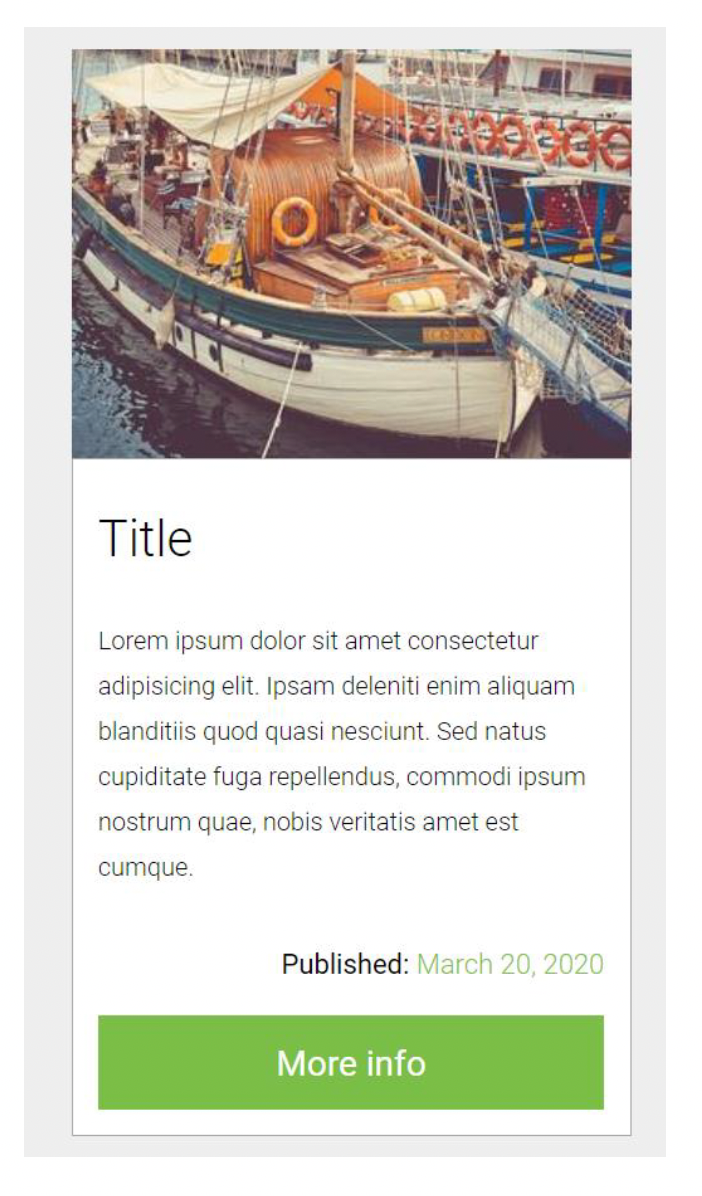 Title
Lorem ipsum dolor sit amet consectetur
adipisicing elit. Ipsam deleniti enim aliquam
blanditiis quod quasi nesciunt. Sed natus
cupiditate fuga repellendus, commodi ipsum
nostrum quae, nobis veritatis amet est
cumque.
Published: March 20, 2020
More info